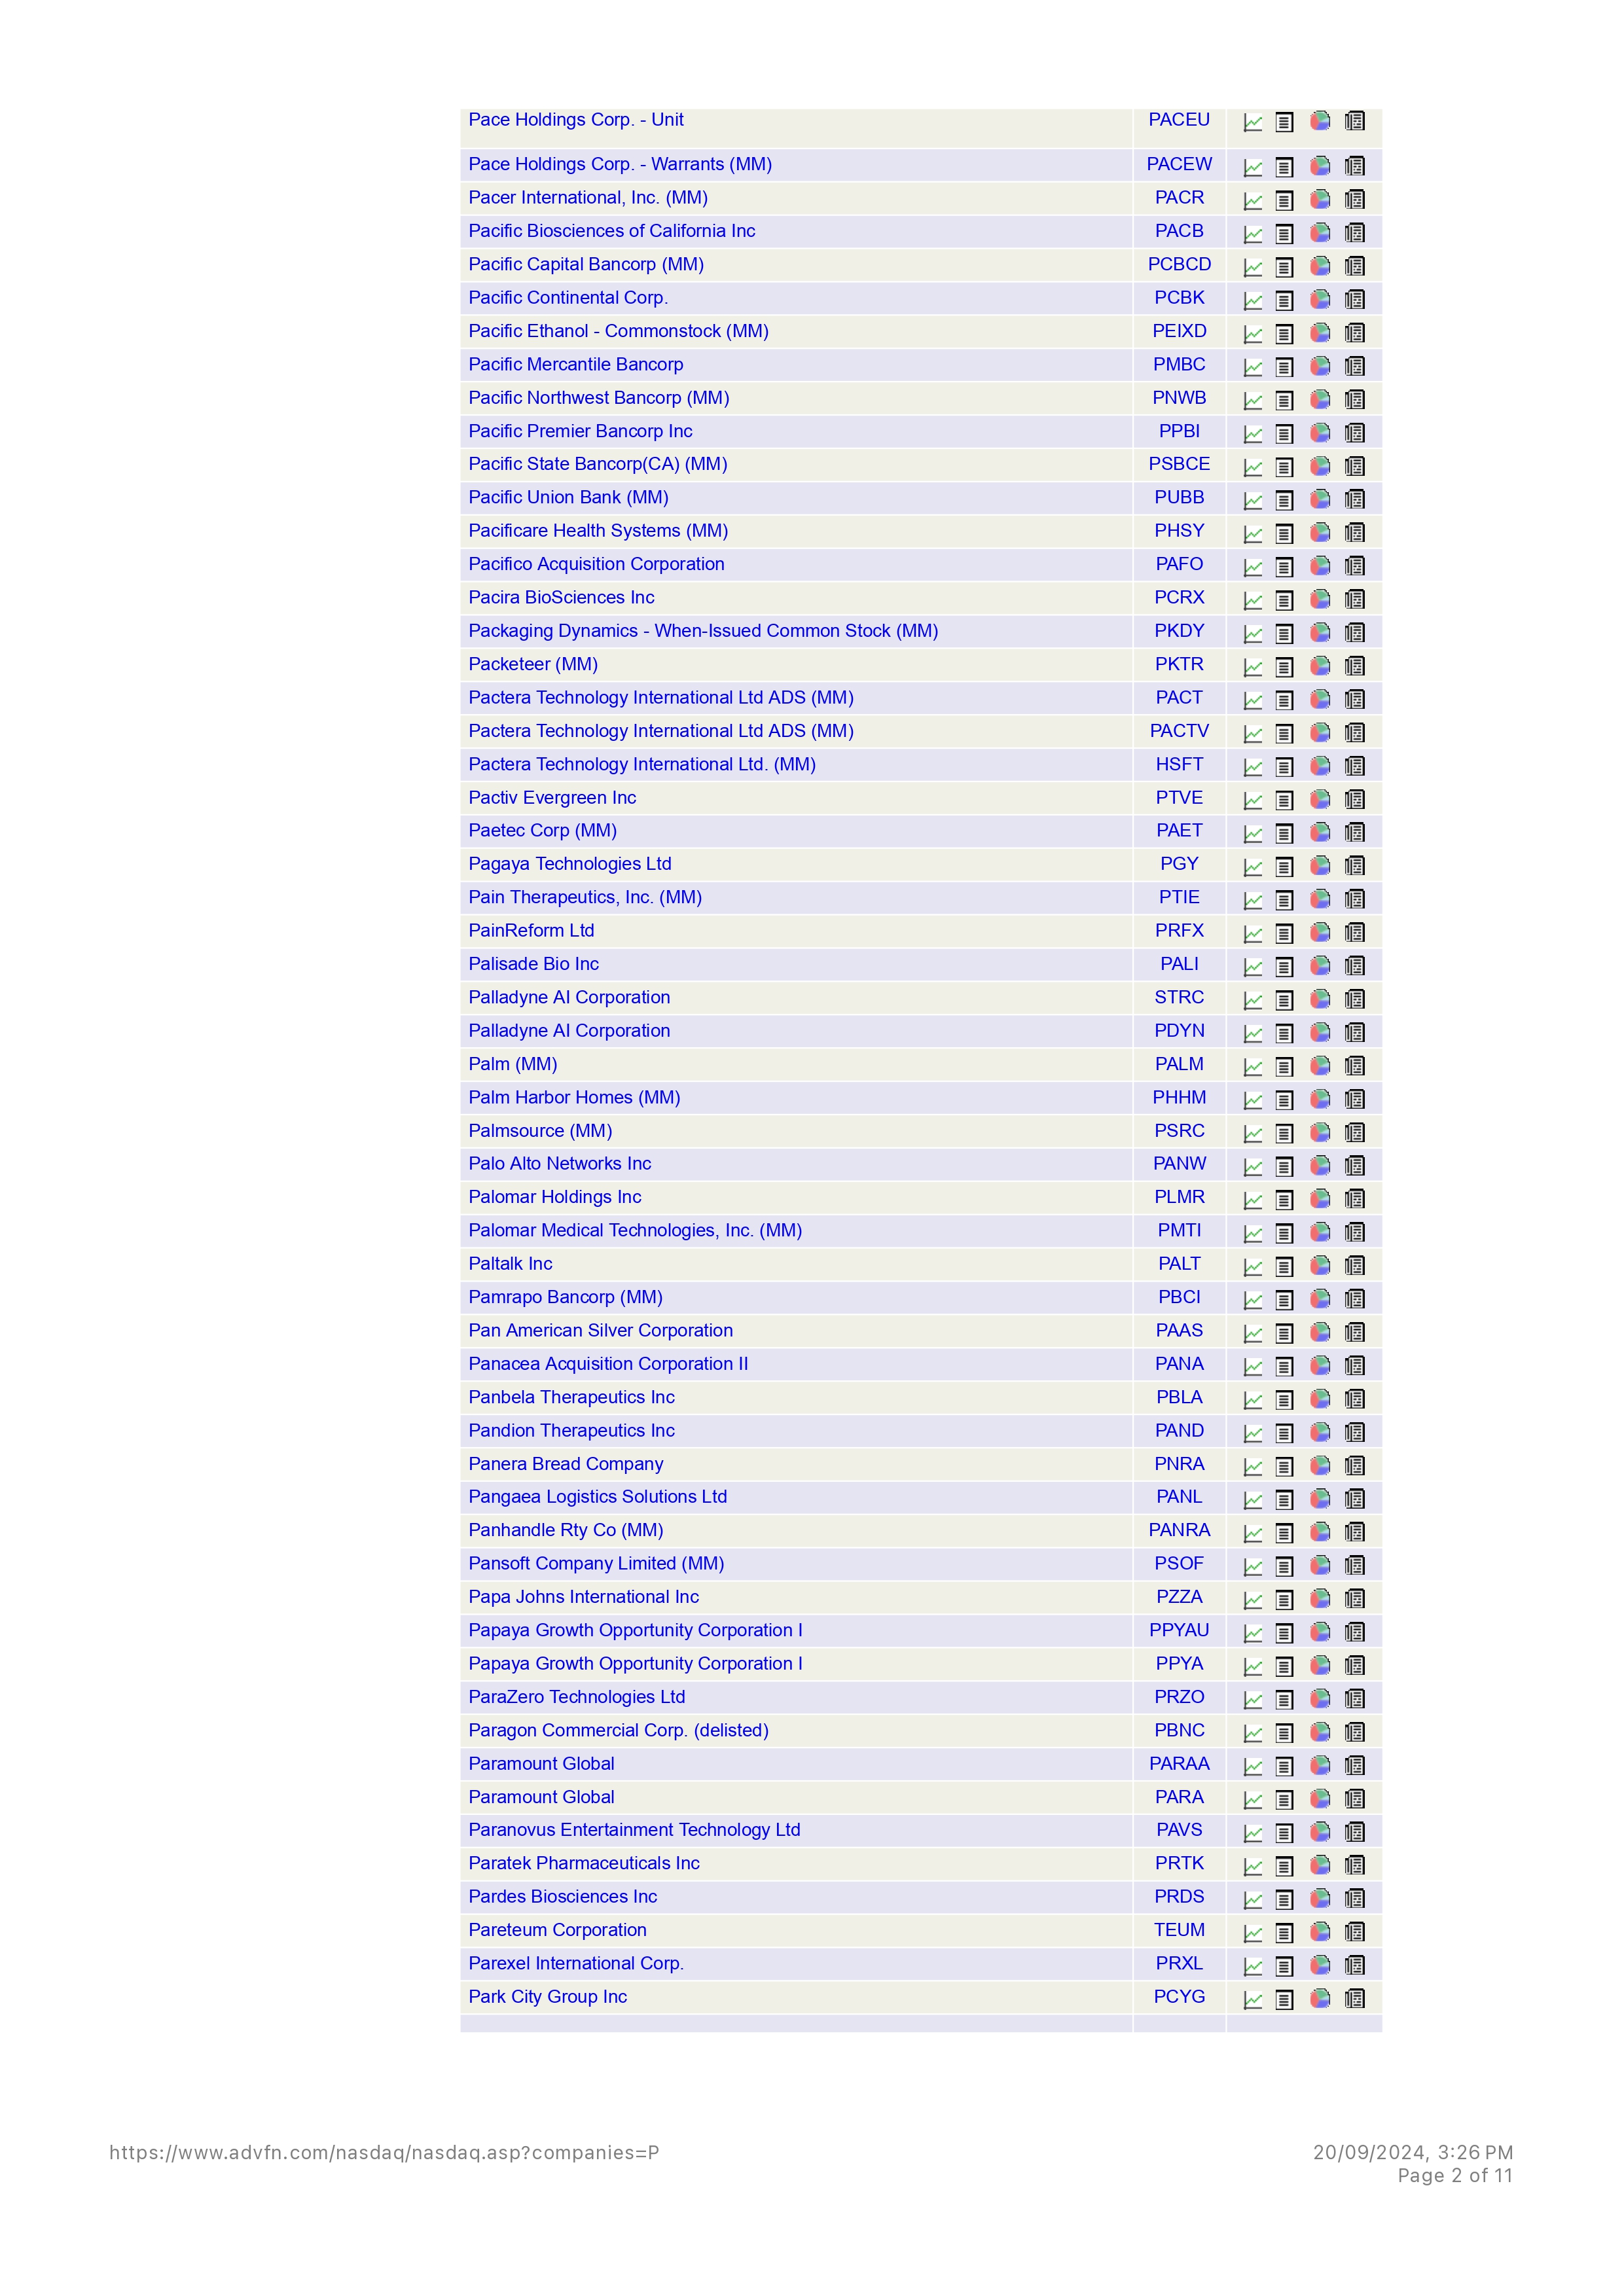 Pace Holdings Corp. - Unit PACEU
Pace Holdings Corp. - Warrants (MM) PACEW
Pacer International, Inc. (MM) PACR
Pacific Biosciences of California Inc PACB
Pacific Capital Bancorp (MM) PCBCD
Pacific Continental Corp. PCBK
Pacific Ethanol - Commonstock (MM) PEIXD
Pacific Mercantile Bancorp PMBC
Pacific Northwest Bancorp (MM) PNWB
Pacific Premier Bancorp Inc PPBI
Pacific State Bancorp(CA) (MM) PSBCE
Pacific Union Bank (MM) PUBB
Pacificare Health Systems (MM) PHSY
Pacifico Acquisition Corporation PAFO
Pacira BioSciences Inc PCRX
Packaging Dynamics - When-Issued Common Stock (MM) PKDY
Packeteer (MM) PKTR
Pactera Technology International Ltd ADS (MM) PACT
Pactera Technology International Ltd ADS (MM) PACTV
Pactera Technology International Ltd. (MM) HSFT
Pactiv Evergreen Inc PTVE
Paetec Corp (MM) PAET
Pagaya Technologies Ltd PGY
Pain Therapeutics, Inc. (MM) PTIE
PainReform Ltd PRFX
Palisade Bio Inc PALI
Palladyne AI Corporation STRC
Palladyne AI Corporation PDYN
Palm (MM) PALM
Palm Harbor Homes (MM) PHHM
Palmsource (MM) PSRC
Palo Alto Networks Inc PANW
Palomar Holdings Inc PLMR
Palomar Medical Technologies, Inc. (MM) PMTI
Paltalk Inc PALT
Pamrapo Bancorp (MM) PBCI
Pan American Silver Corporation PAAS
Panacea Acquisition Corporation II PANA
Panbela Therapeutics Inc PBLA
Pandion Therapeutics Inc PAND
Panera Bread Company PNRA
Pangaea Logistics Solutions Ltd PANL
Panhandle Rty Co (MM) PANRA
Pansoft Company Limited (MM) PSOF
Papa Johns International Inc PZZA
Papaya Growth Opportunity Corporation I PPYAU
Papaya Growth Opportunity Corporation I PPYA
ParaZero Technologies Ltd PRZO
Paragon Commercial Corp. (delisted) PBNC
Paramount Global PARAA
Paramount Global PARA
Paranovus Entertainment Technology Ltd PAVS
Paratek Pharmaceuticals Inc PRTK
Pardes Biosciences Inc PRDS
Pareteum Corporation TEUM
Parexel International Corp. PRXL
Park City Group Inc PCYG
https://www.advfn.com/nasdaq/nasdaq.asp?companies=P 20/09/2024, 3:26 PM
Page 2 of 11